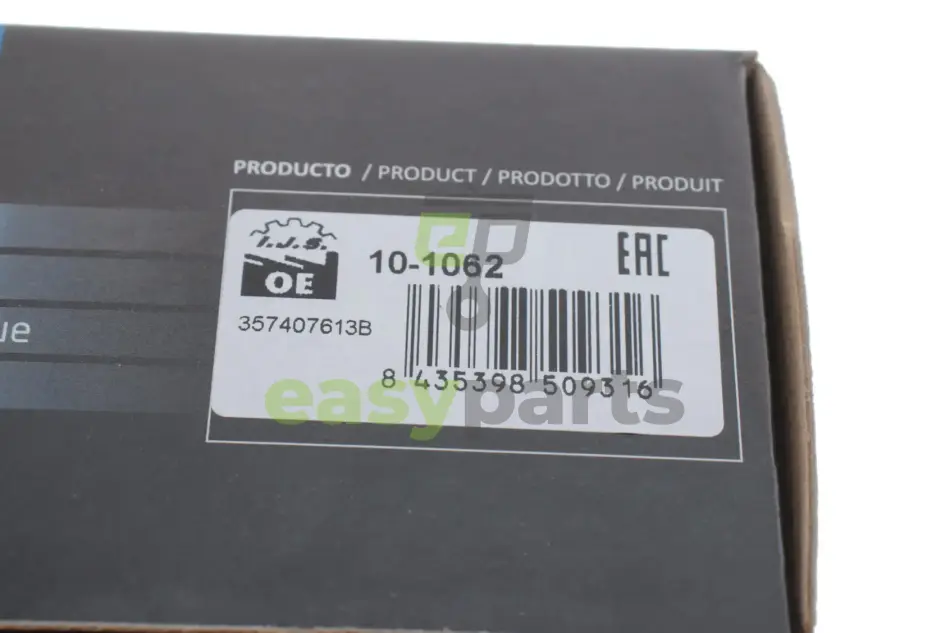 PRODUCTO / PRODUCT / PRODOTTO / PRODUIT
I.J.S.
OE
10-1062
EAC
357407613B
8 435398 509316
easyparts
ue